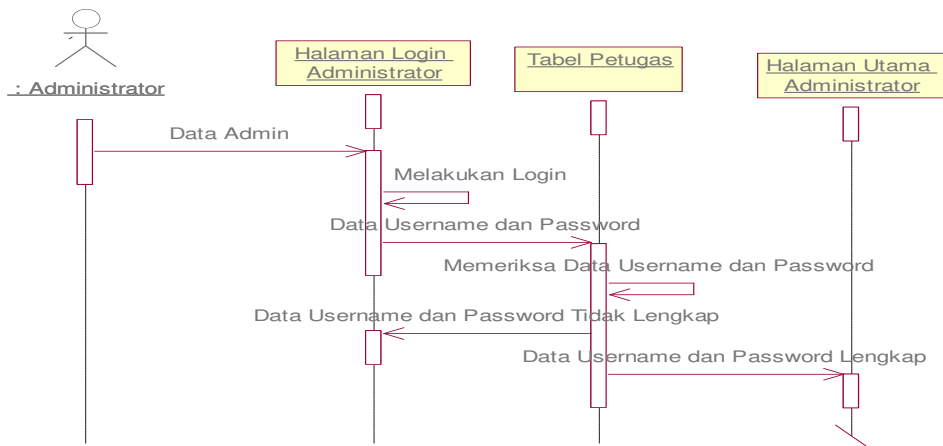 : Administrator
Halaman Login
Administrator
Tabel Petugas
Halaman Utama
Administrator
Data Admin
Melakukan Login
Data Username dan Password
Memeriksa Data Username dan Password
Data Username dan Password Tidak Lengkap
Data Username dan Password Lengkap